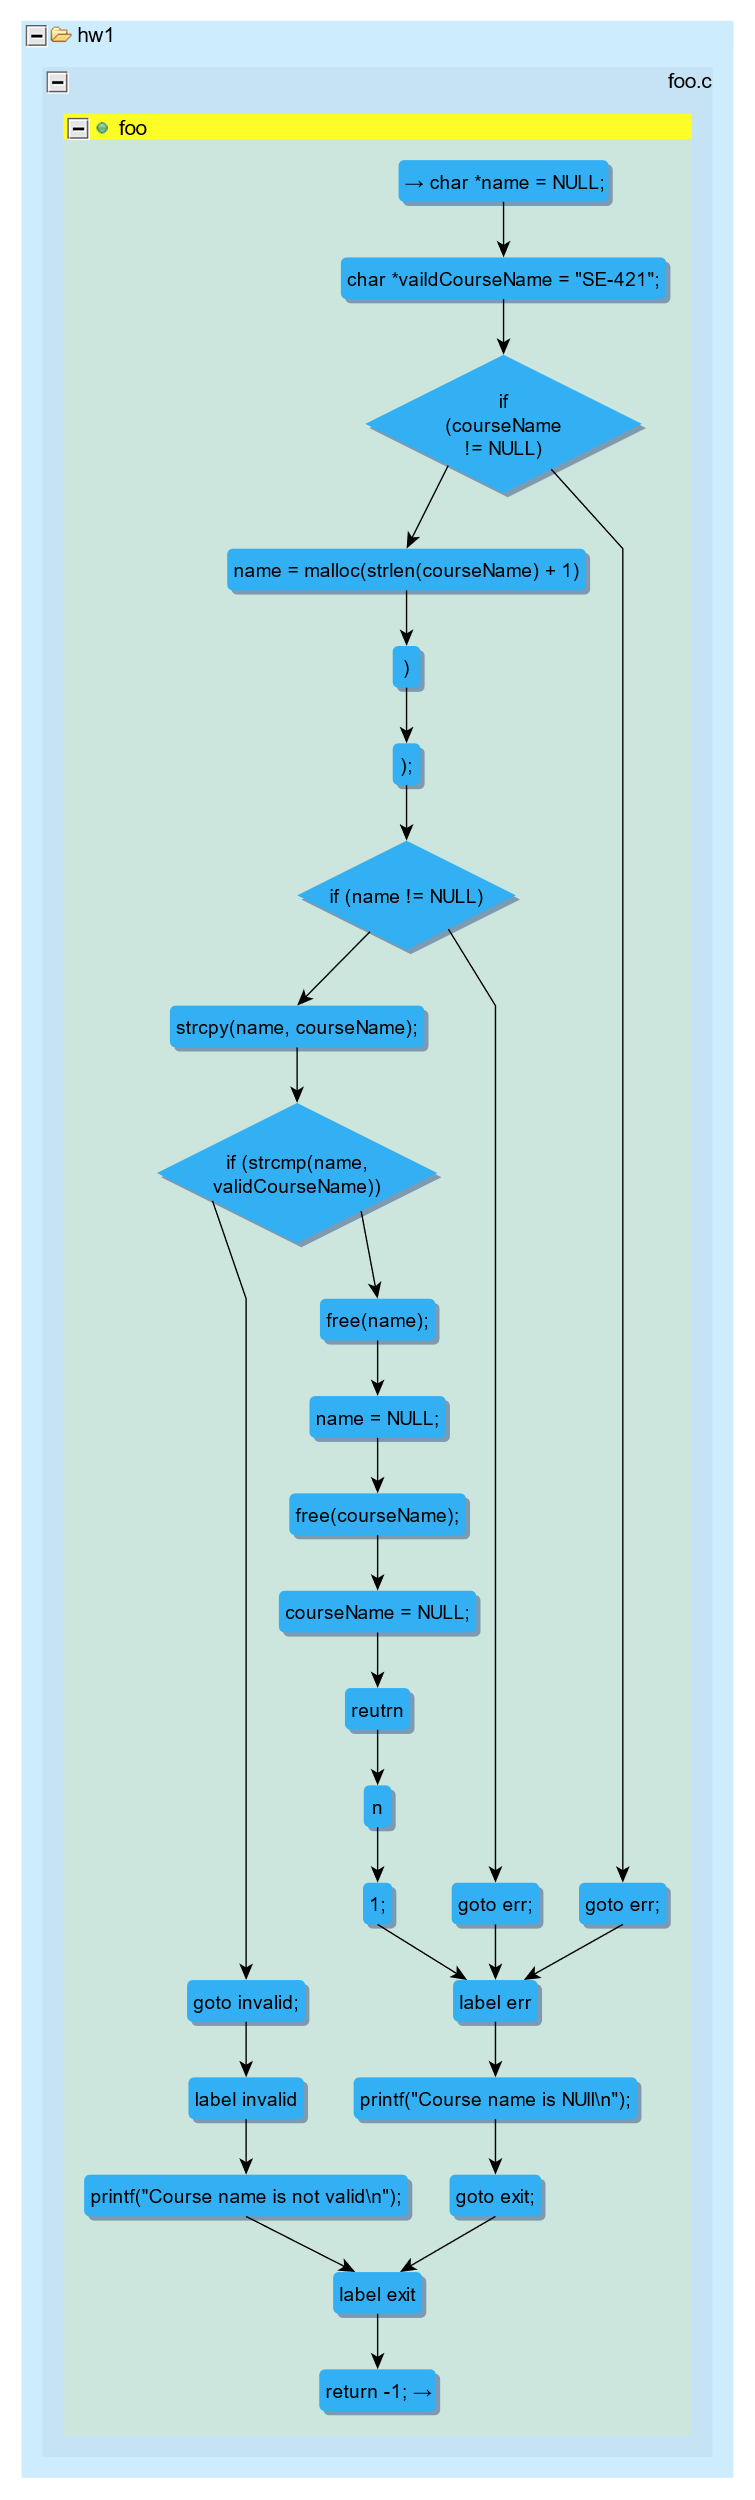 hw1
foo.c
foo
→ char *name = NULL;
char *vaildCourseName = "SE-421";
if
(courseName
!= NULL)
name = malloc(strlen(courseName) + 1)
)
);
if (name != NULL)
strcpy(name, courseName);
if (strcmp(name,
validCourseName))
free(name);
name = NULL;
free(courseName);
courseName = NULL;
reutrn
n
1;
goto err;
goto err;
goto invalid;
label err
label invalid
printf("Course name is NUll\n");
printf("Course name is not valid\n");
goto exit;
label exit
return -1; →